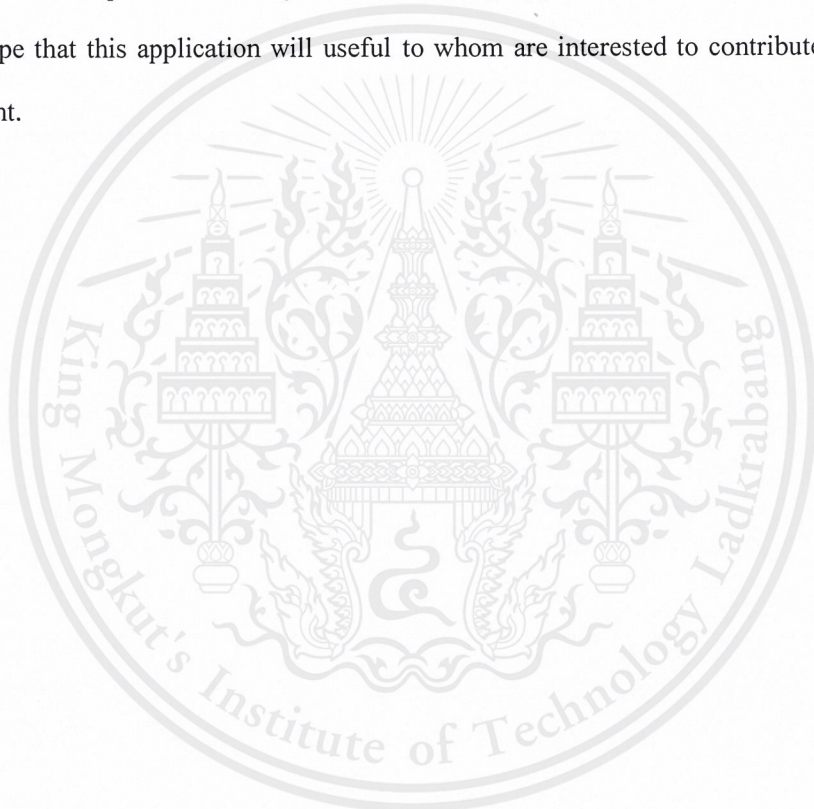 pe that this application will useful to whom are interested to contribute
nt.
King Mongkut's Institute of Technology Ladkrabang